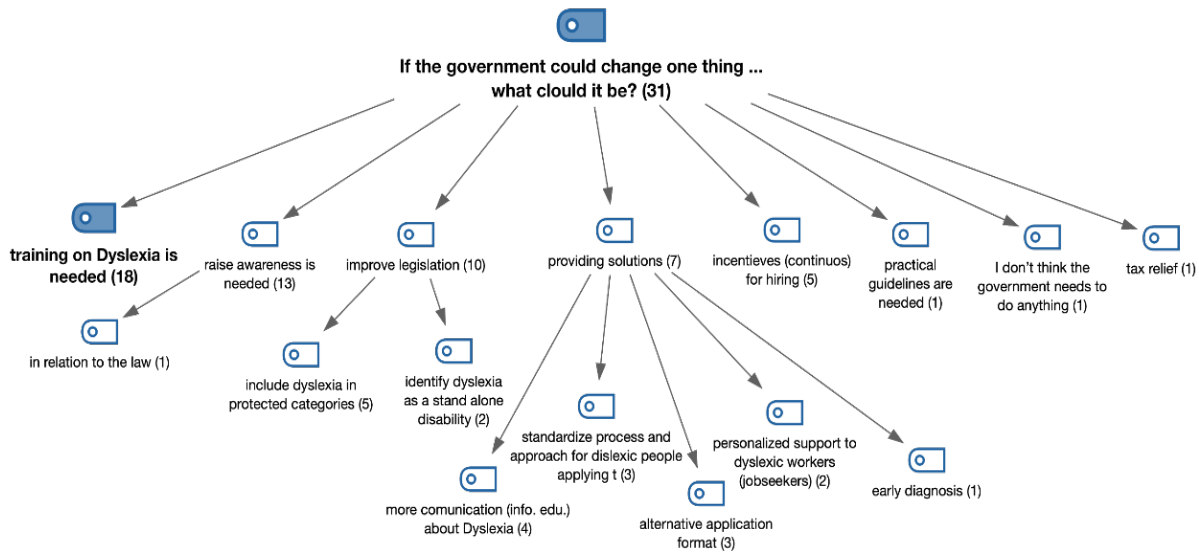 If the government could change one thing ...
what clould it be? (31)
training on Dyslexia is
needed (18)
raise awareness is
needed (13)
improve legislation (10)
providing solutions (7)
incentieves (continuos)
for hiring (5)
practical
guidelines are
needed (1)
I don't think the
government needs to
do anything (1)
tax relief (1)
in relation to the law (1)
include dyslexia in
protected categories (5)
identify dyslexia
as a stand alone
disability (2)
more comunication (info. edu.)
about Dyslexia (4)
standardize process and
approach for dislexic people
applying t (3)
alternative application
format (3)
personalized support to
dyslexic workers
(jobseekers) (2)
early diagnosis (1)